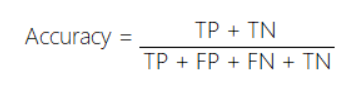 Accuracy = TP + TN
TP + FP + FN + TN